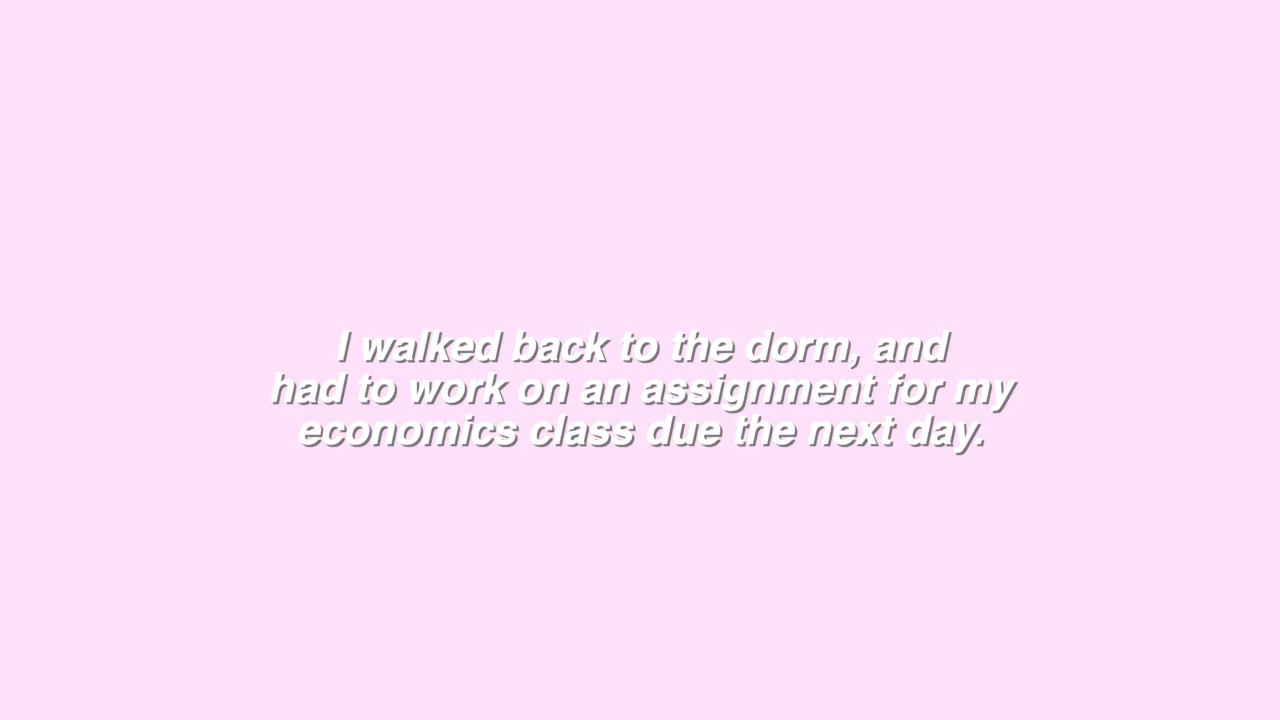 I walked back to the dorm, and
had to work on an assignment for my
economics class due the next day.